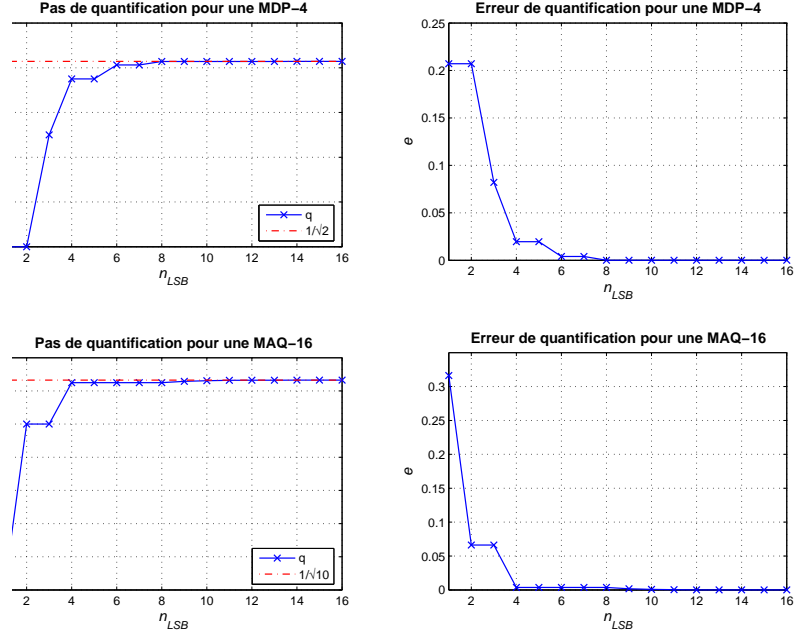 Pas de quantification pour une MDP−4
q
1/√2
2 4 6 8 10 12 14 16
n_LSB
Erreur de quantification pour une MDP−4
0.25
0.2
0.15
0.1
0.05
0
e
2 4 6 8 10 12 14 16
n_LSB
Pas de quantification pour une MAQ−16
q
1/√10
2 4 6 8 10 12 14 16
n_LSB
Erreur de quantification pour une MAQ−16
0.3
0.25
0.2
0.15
0.1
0.05
0
e
2 4 6 8 10 12 14 16
n_LSB